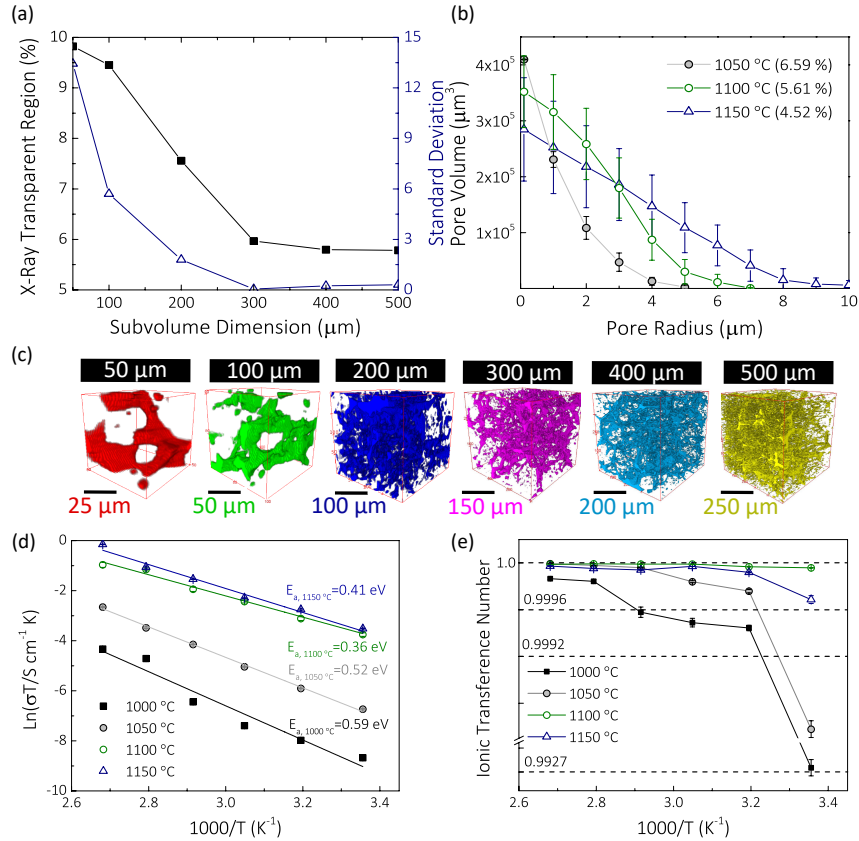 (a)
10
9
8
7
6
5
15
12
9
6
3
0
X-Ray Transparent Region (%)
Standard Deviation
100 200 300 400 500
Subvolume Dimension (μm)
(b)
4x10⁵
3x10⁵
2x10⁵
1x10⁵
Pore Volume (μm³)
1050 °C (6.59 %)
1100 °C (5.61 %)
1150 °C (4.52 %)
0 2 4 6 8 10
Pore Radius (μm)
(c)
50 μm 100 μm 200 μm 300 μm 400 μm 500 μm
25 μm 50 μm 100 μm 150 μm 200 μm 250 μm
(d)
0
-2
-4
-6
-8
-10
Ln(σT/S cm⁻¹ K)
Ea, 1150 °C=0.41 eV
Ea, 1100 °C=0.36 eV
Ea, 1050 °C=0.52 eV
Ea, 1000 °C=0.59 eV
1000 °C
1050 °C
1100 °C
1150 °C
2.6 2.8 3.0 3.2 3.4
1000/T (K⁻¹)
(e)
1.0
0.9996
0.9992
0.9927
Ionic Transference Number
1000 °C
1050 °C
1100 °C
1150 °C
2.6 2.8 3.0 3.2 3.4
1000/T (K⁻¹)